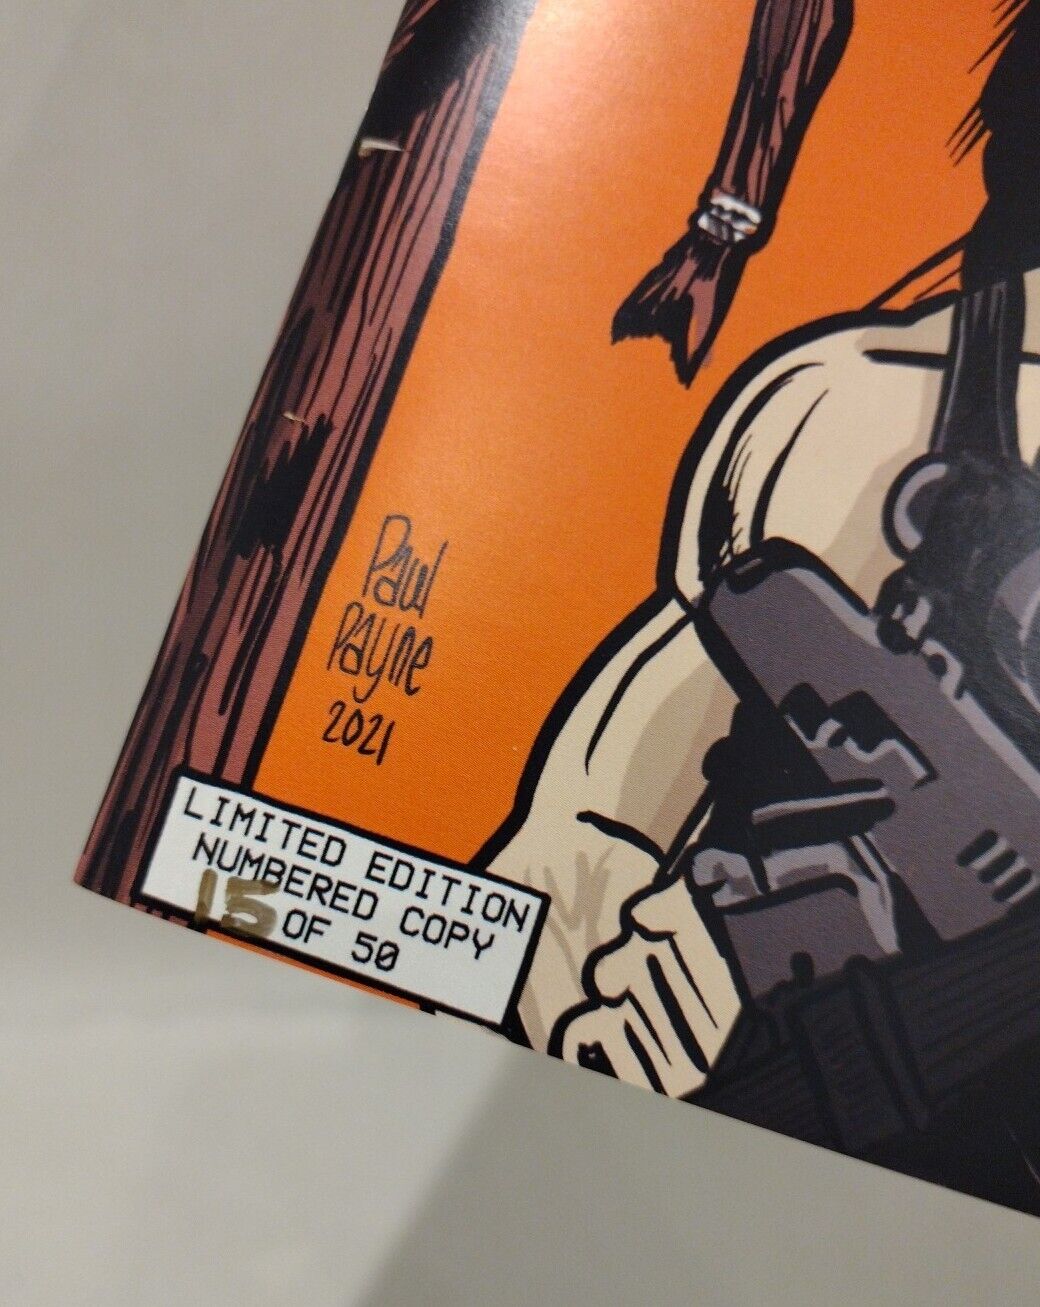 Paul
Payne
2021
LIMITED EDITION
NUMBERED COPY
15 OF 50